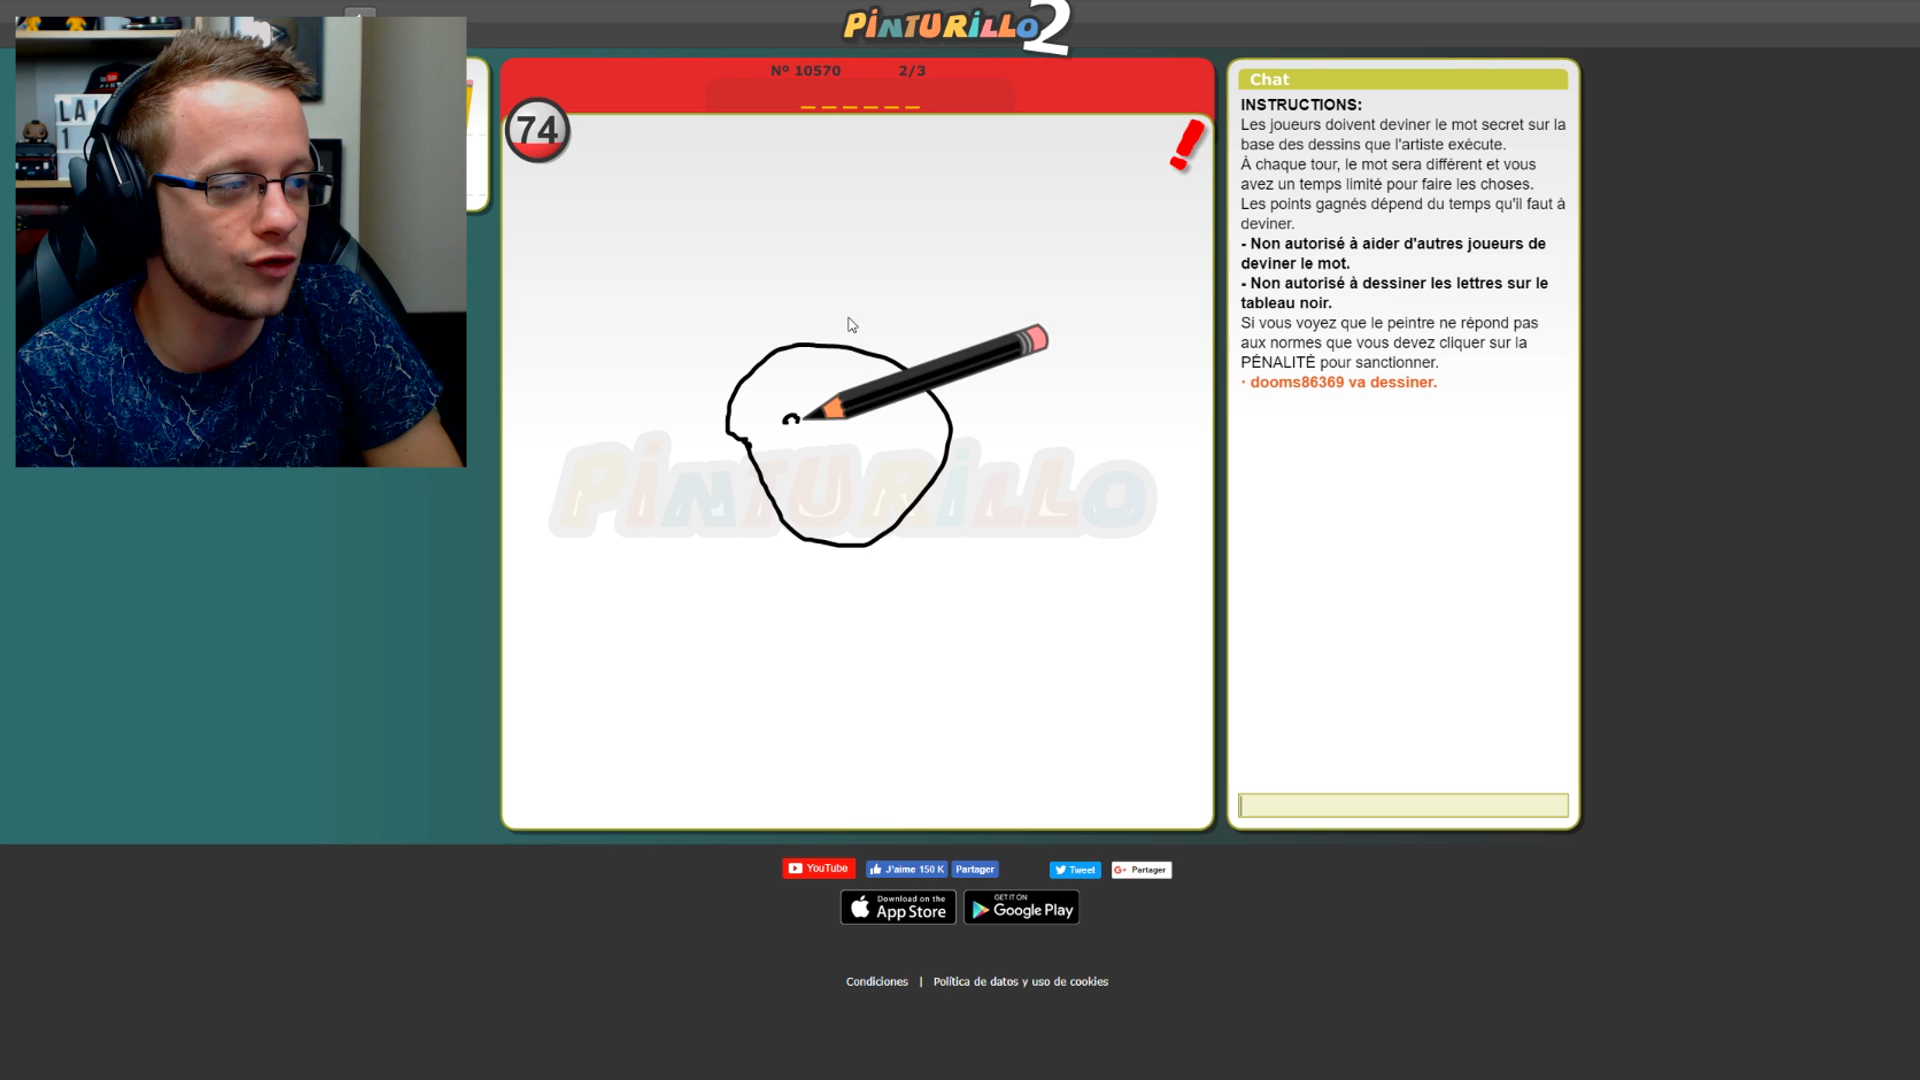 PINTURILLO 2
Nº 10570 2/3
74
PINTURILLO
Chat
INSTRUCTIONS:
Les joueurs doivent deviner le mot secret sur la
base des dessins que l'artiste exécute.
À chaque tour, le mot sera différent et vous
avez un temps limité pour faire les choses.
Les points gagnés dépend du temps qu'il faut à
deviner.
- Non autorisé à aider d'autres joueurs de
deviner le mot.
- Non autorisé à dessiner les lettres sur le
tableau noir.
Si vous voyez que le peintre ne répond pas
aux normes que vous devez cliquer sur la
PÉNALITÉ pour sanctionner.
· dooms86369 va dessiner.
YouTube J'aime 150 K Partager Tweet G+ Partager
Download on the
App Store
GET IT ON
Google Play
Condiciones | Política de datos y uso de cookies